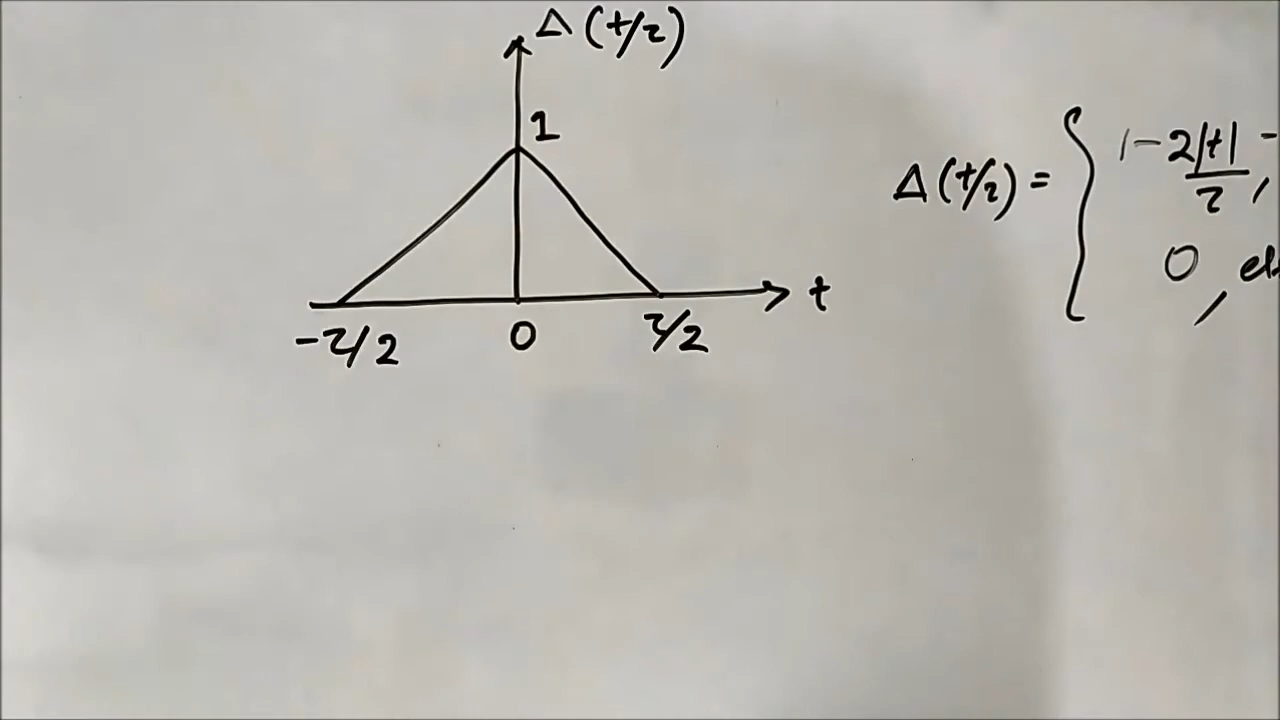 Δ(t/τ)
1
-τ/2 0 τ/2 t
Δ(t/τ) = { 1 - 2|t|/τ ,
0 ,